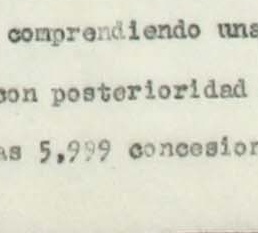 comprendiendo una
con posterioridad
as 5,999 concesion